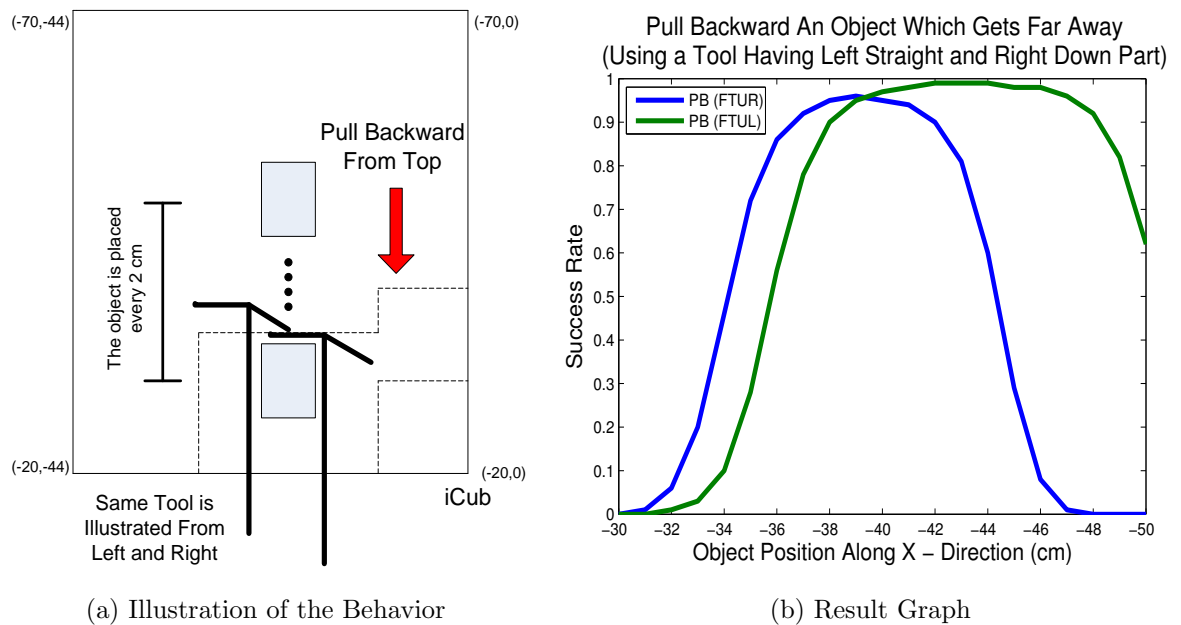 (-70,-44)
(-70,0)
Pull Backward
From Top
The object is placed
every 2 cm
(-20,-44)
(-20,0)
iCub
Same Tool is
Illustrated From
Left and Right
(a) Illustration of the Behavior
Pull Backward An Object Which Gets Far Away
(Using a Tool Having Left Straight and Right Down Part)
PB (FTUR)
PB (FTUL)
Success Rate
1
0.9
0.8
0.7
0.6
0.5
0.4
0.3
0.2
0.1
0
−30 −32 −34 −36 −38 −40 −42 −44 −46 −48 −50
Object Position Along X − Direction (cm)
(b) Result Graph